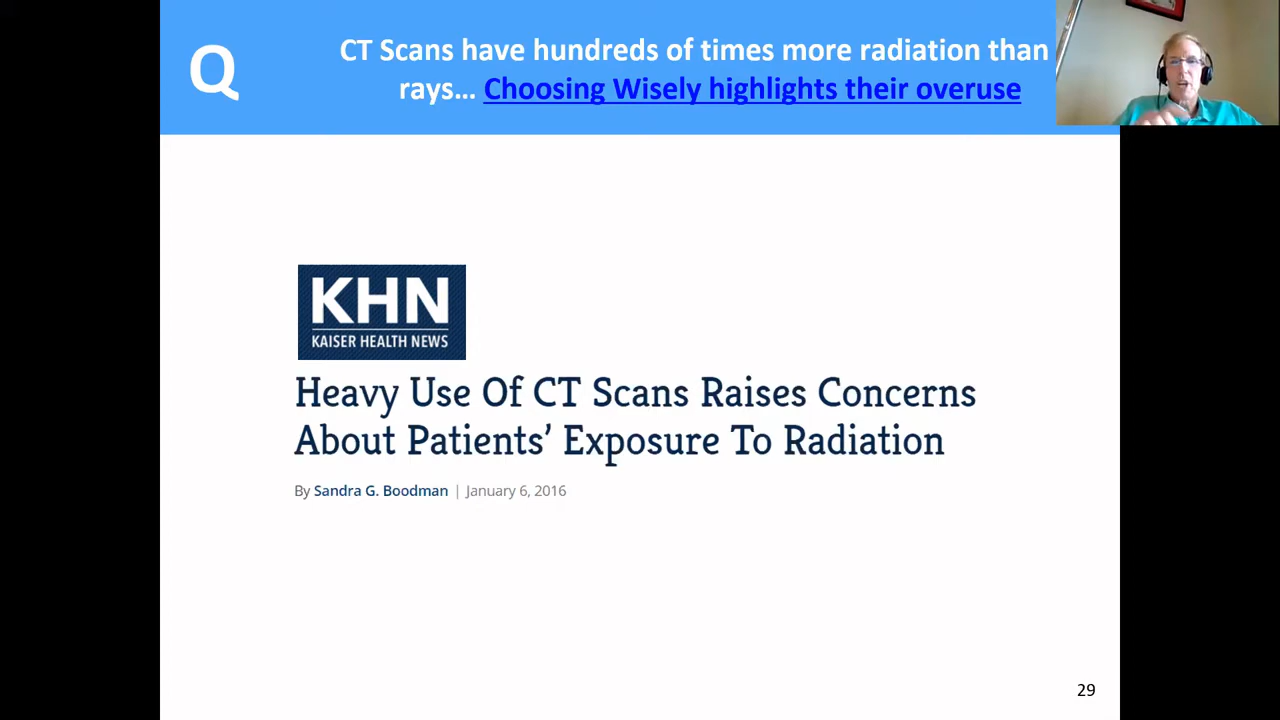 Q
CT Scans have hundreds of times more radiation than
rays... Choosing Wisely highlights their overuse
KHN
KAISER HEALTH NEWS
Heavy Use Of CT Scans Raises Concerns
About Patients’ Exposure To Radiation
By Sandra G. Boodman | January 6, 2016
29